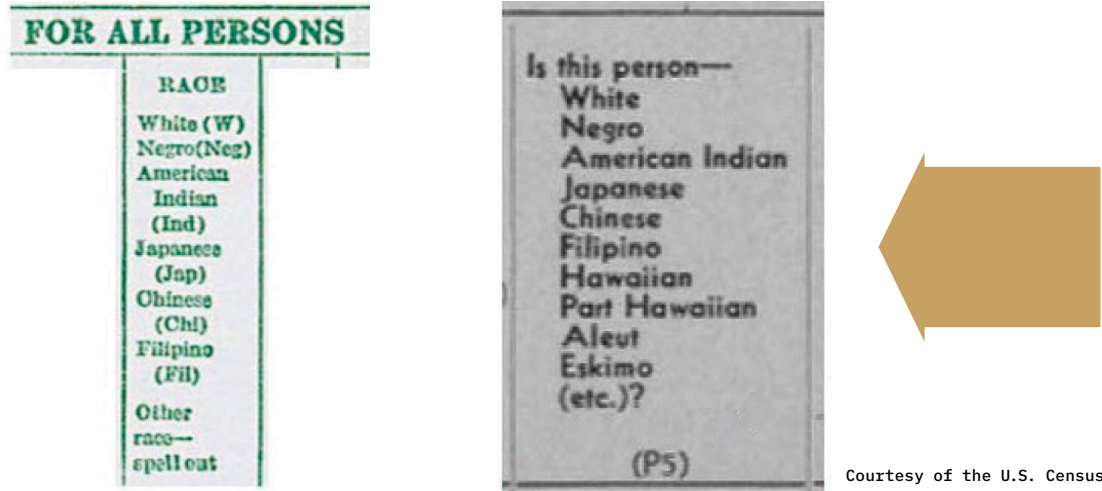 FOR ALL PERSONS
RACE
White (W)
Negro(Neg)
American
Indian
(Ind)
Japanese
(Jap)
Chinese
(Chi)
Filipino
(Fil)
Other
race—
spell out
Is this person—
White
Negro
American Indian
Japanese
Chinese
Filipino
Hawaiian
Part Hawaiian
Aleut
Eskimo
(etc.)?
(P5)
Courtesy of the U.S. Census